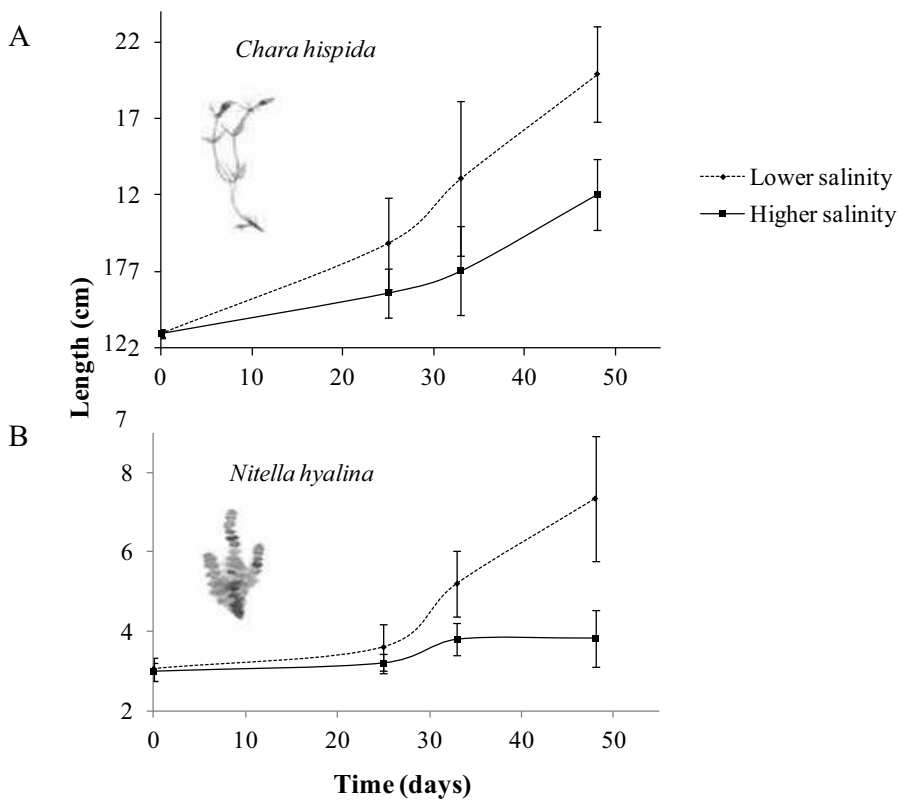 A
Chara hispida
22
17
12
177
122
0 10 20 30 40 50
Length (cm)
Lower salinity
Higher salinity
7
B
Nitella hyalina
8
6
4
2
0 10 20 30 40 50
Time (days)